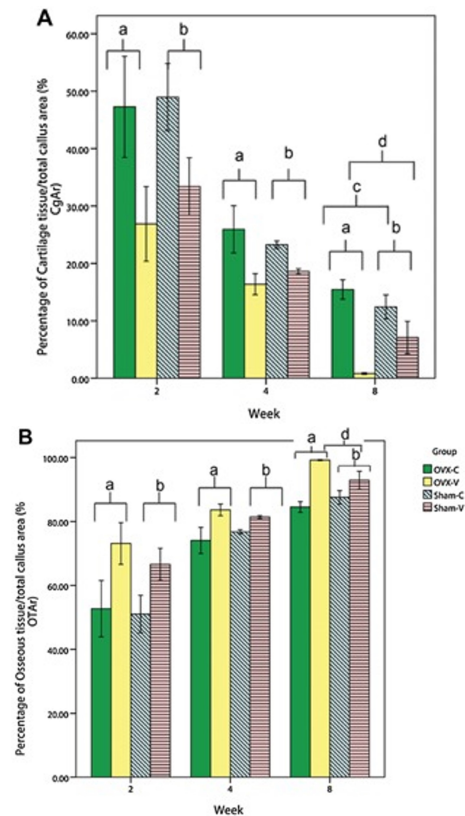 A
Percentage of Cartilage tissue/total callus area (%
CgAr)
60.00
50.00
40.00
30.00
20.00
10.00
0.00
a
b
a
b
d
c
a
b
2
4
8
Week
B
Percentage of Osseous tissue/total callus area (%
OTAr)
100.00
80.00
60.00
40.00
20.00
0.00
a
b
a
b
a
d
b
2
4
8
Week
Group
OVX-C
OVX-V
Sham-C
Sham-V